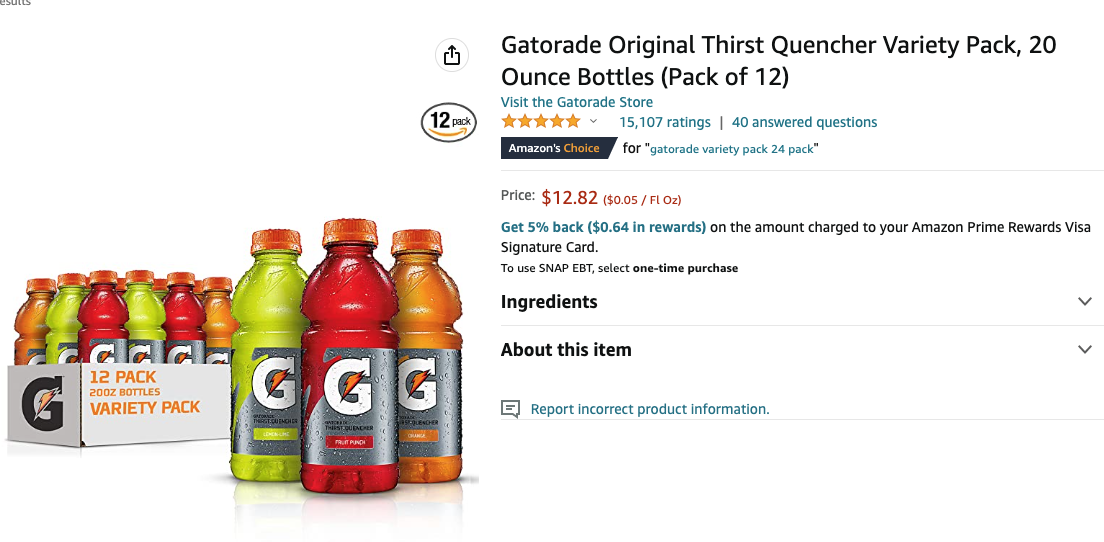 esults
Gatorade Original Thirst Quencher Variety Pack, 20
Ounce Bottles (Pack of 12)
Visit the Gatorade Store
15,107 ratings | 40 answered questions
Amazon's Choice for "gatorade variety pack 24 pack"
12 pack
Price: $12.82 ($0.05 / Fl Oz)
Get 5% back ($0.64 in rewards) on the amount charged to your Amazon Prime Rewards Visa
Signature Card.
To use SNAP EBT, select one-time purchase
Ingredients
About this item
Report incorrect product information.
G
12 PACK
20OZ BOTTLES
VARIETY PACK
G
GATORADE
THIRST QUENCHER
LEMON-LIME
G
GATORADE
THIRST QUENCHER
FRUIT PUNCH
G
ORANGE